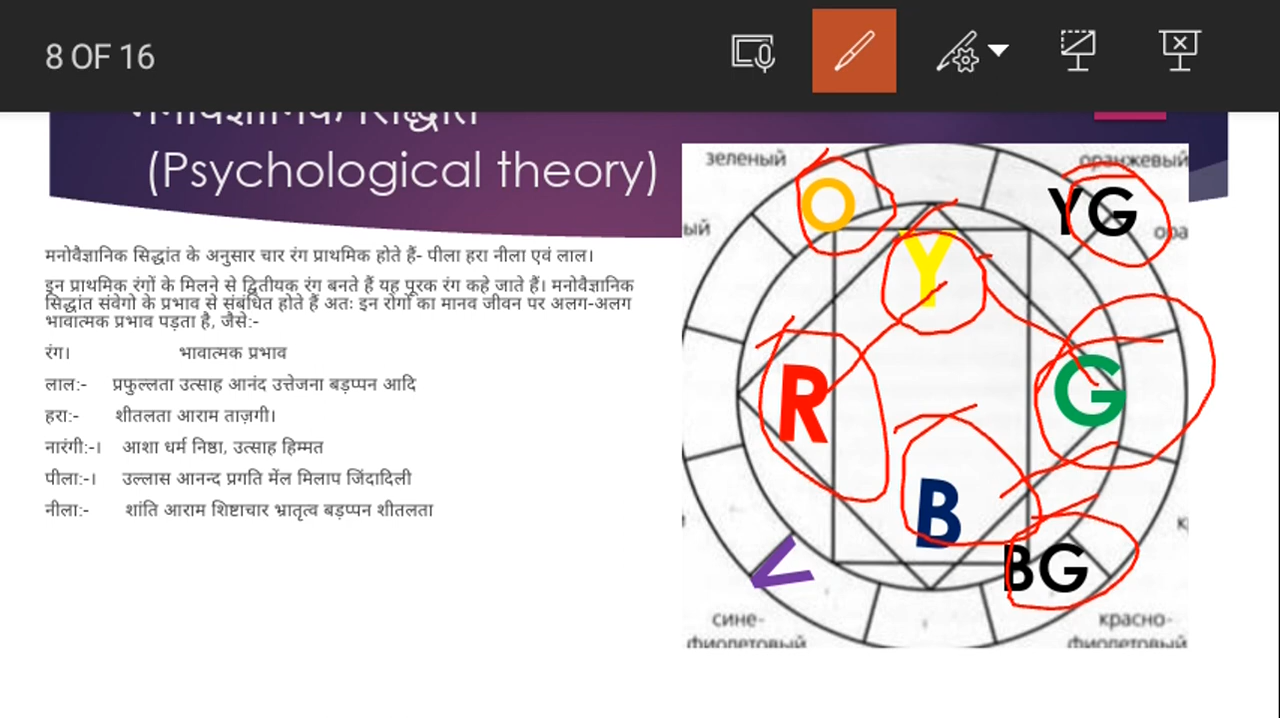 8 OF 16
मनोवैज्ञानिक सिद्धांत
(Psychological theory)
मनोवैज्ञानिक सिद्धांत के अनुसार चार रंग प्राथमिक होते हैं- पीला हरा नीला एवं लाल।
इन प्राथमिक रंगों के मिलने से द्वितीयक रंग बनते हैं यह पूरक रंग कहे जाते हैं। मनोवैज्ञानिक
सिद्धांत संवेगो के प्रभाव से संबंधित होते हैं अतः इन रोगों का मानव जीवन पर अलग-अलग
भावात्मक प्रभाव पड़ता है, जैसे:-
रंग। भावात्मक प्रभाव
लाल:- प्रफुल्लता उत्साह आनंद उत्तेजना बड़प्पन आदि
हरा:- शीतलता आराम ताज़गी।
नारंगी:-। आशा धर्म निष्ठा, उत्साह हिम्मत
पीला:-। उल्लास आनन्द प्रगति मेंल मिलाप जिंदादिली
नीला:- शांति आराम शिष्टाचार भ्रातृत्व बड़प्पन शीतलता
зеленый оранжевый
O YG
ый ора
Y
R G
B
V BG
сине- красно-
фиолетовый фиолетовый